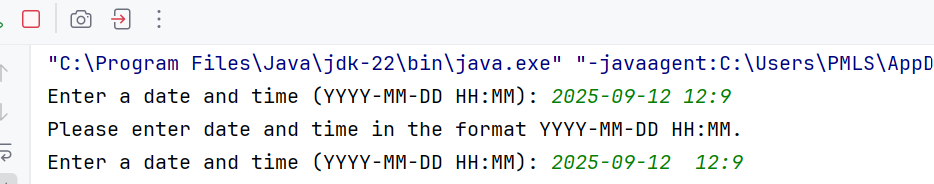 "C:\Program Files\Java\jdk-22\bin\java.exe" "-javaagent:C:\Users\PMLS\AppD
Enter a date and time (YYYY-MM-DD HH:MM): 2025-09-12 12:9
Please enter date and time in the format YYYY-MM-DD HH:MM.
Enter a date and time (YYYY-MM-DD HH:MM): 2025-09-12  12:9